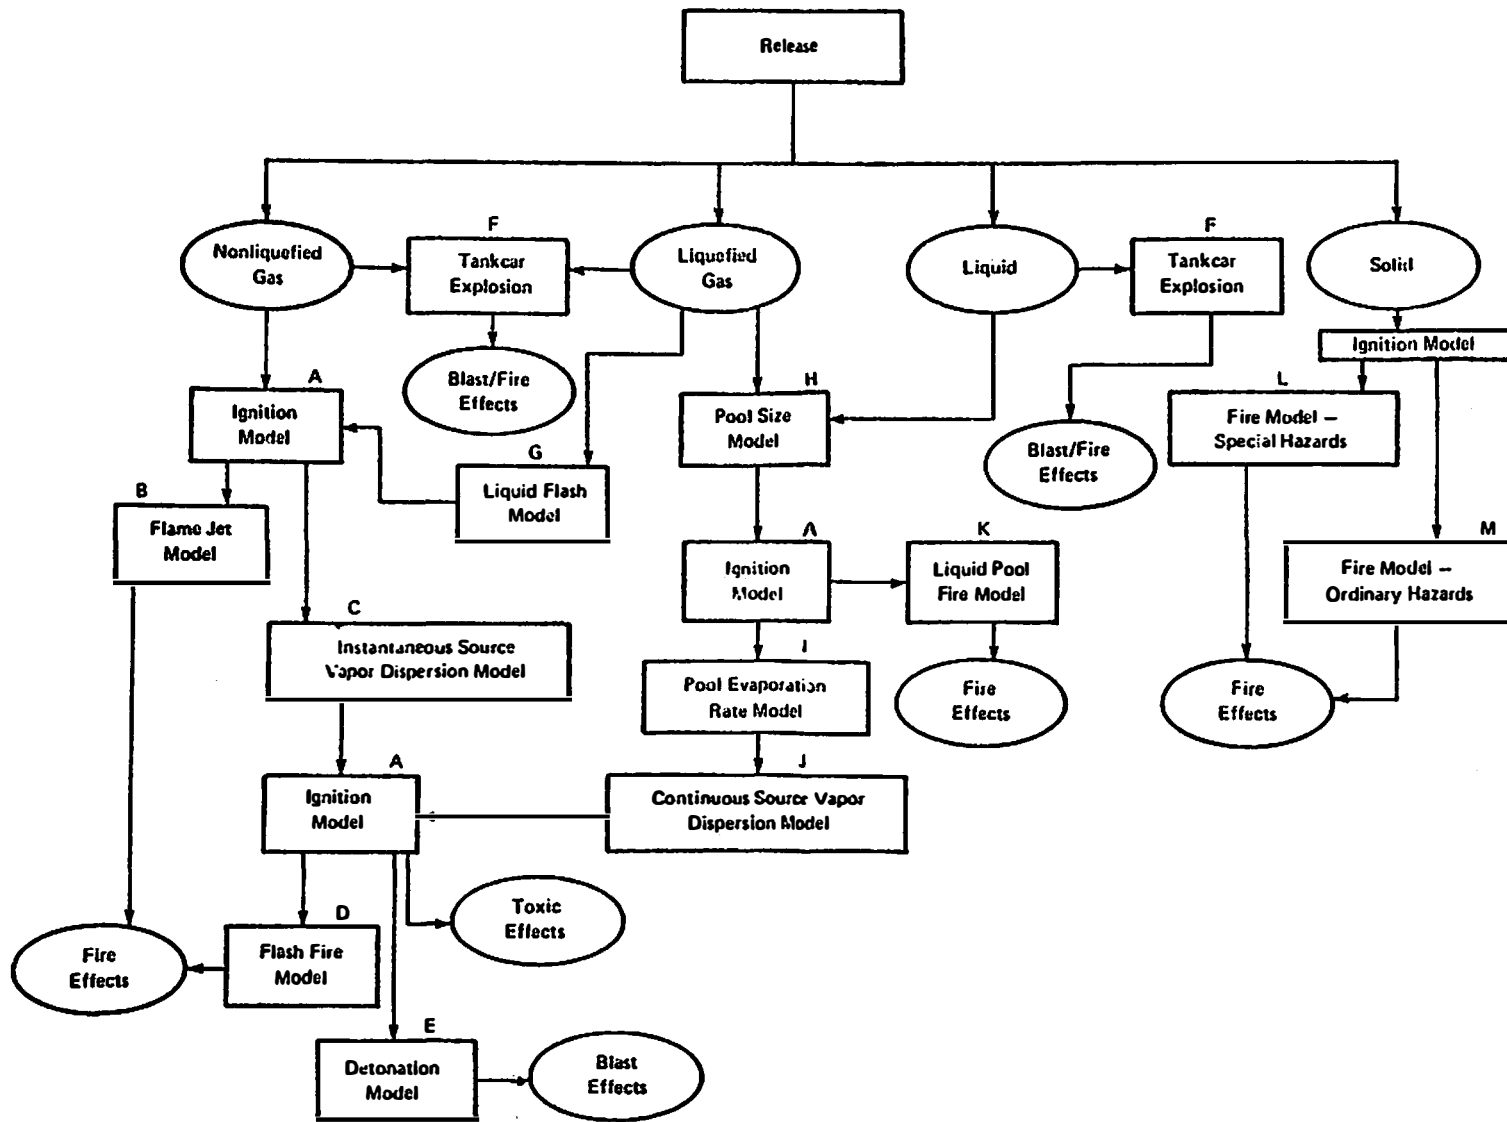 Release
Nonliquefied
Gas
F
Tankcar
Explosion
Liquefied
Gas
Liquid
F
Tankcar
Explosion
Solid
Blast/Fire
Effects
Ignition Model
A
Ignition
Model
H
Pool Size
Model
L
Fire Model –
Special Hazards
Blast/Fire
Effects
G
Liquid Flash
Model
B
Flame Jet
Model
A
Ignition
Model
K
Liquid Pool
Fire Model
M
Fire Model –
Ordinary Hazards
C
Instantaneous Source
Vapor Dispersion Model
I
Pool Evaporation
Rate Model
Fire
Effects
Fire
Effects
A
Ignition
Model
J
Continuous Source Vapor
Dispersion Model
Toxic
Effects
D
Flash Fire
Model
Fire
Effects
E
Detonation
Model
Blast
Effects